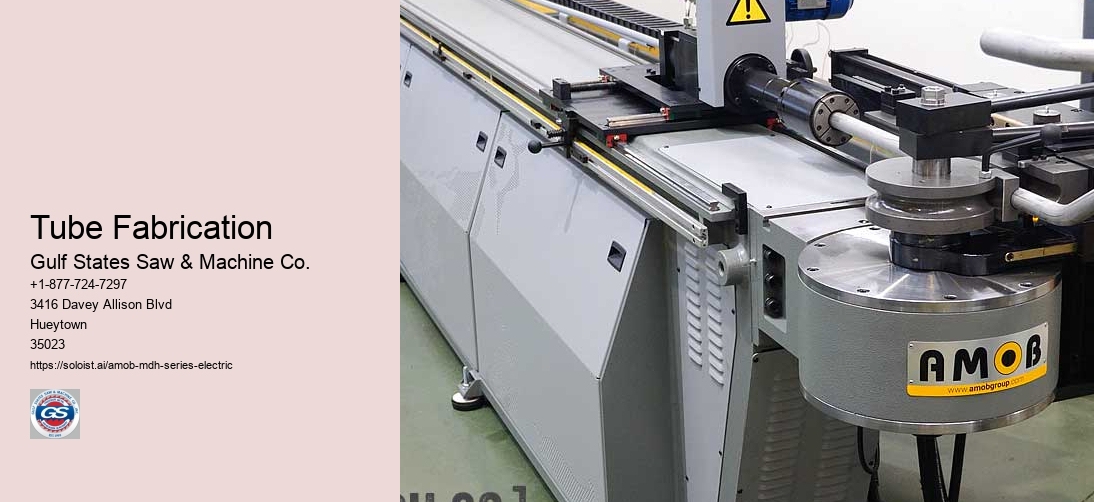 Tube Fabrication
Gulf States Saw & Machine Co.
+1-877-724-7297
3416 Davey Allison Blvd
Hueytown
35023
https://soloist.ai/amob-mdh-series-electric
GS
AMOB
www.amobgroup.com